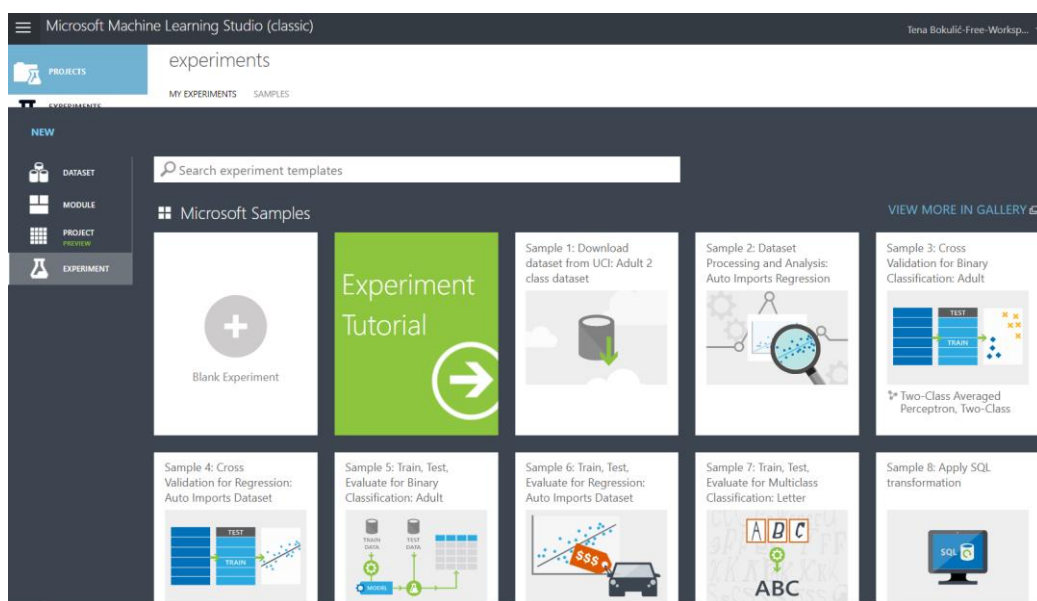 Microsoft Machine Learning Studio (classic)
Tena Bokulić-Free-Worksp...
PROJECTS
experiments
MY EXPERIMENTS SAMPLES
EXPERIMENTS
NEW
DATASET
MODULE
PROJECT
PREVIEW
EXPERIMENT
Search experiment templates
Microsoft Samples
VIEW MORE IN GALLERY
Blank Experiment
Experiment
Tutorial
Sample 1: Download
dataset from UCI: Adult 2
class dataset
Sample 2: Dataset
Processing and Analysis:
Auto Imports Regression
Sample 3: Cross
Validation for Binary
Classification: Adult
TEST
TRAIN
Two-Class Averaged
Perceptron, Two-Class
Sample 4: Cross
Validation for Regression:
Auto Imports Dataset
TEST
TRAIN
Sample 5: Train, Test,
Evaluate for Binary
Classification: Adult
TRAIN
DATA
TEST
DATA
MODEL
Sample 6: Train, Test,
Evaluate for Regression:
Auto Imports Dataset
$$$
Sample 7: Train, Test,
Evaluate for Multiclass
Classification: Letter
A B C
ABC
Sample 8: Apply SQL
transformation
SQL